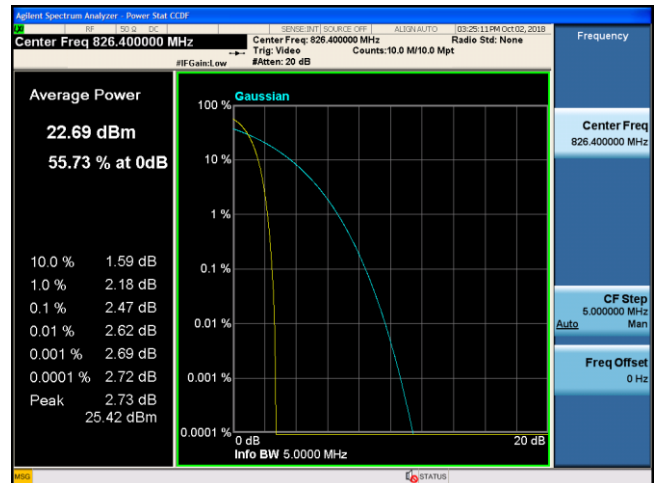 Agilent Spectrum Analyzer - Power Stat CCDF
RF 50 Ω DC SENSE:INT SOURCE OFF ALIGN AUTO 03:25:11 PM Oct 02, 2018
Center Freq 826.400000 MHz
Center Freq: 826.400000 MHz Radio Std: None
Trig: Video Counts:10.0 M/10.0 Mpt
#IFGain:Low #Atten: 20 dB
Frequency
Average Power
22.69 dBm
55.73 % at 0dB
10.0 % 1.59 dB
1.0 % 2.18 dB
0.1 % 2.47 dB
0.01 % 2.62 dB
0.001 % 2.69 dB
0.0001 % 2.72 dB
Peak 2.73 dB
25.42 dBm
Gaussian
100 %
10 %
1 %
0.1 %
0.01 %
0.001 %
0.0001 %
0 dB 20 dB
Info BW 5.0000 MHz
Center Freq
826.400000 MHz
CF Step
5.000000 MHz
Auto Man
Freq Offset
0 Hz
MSG STATUS